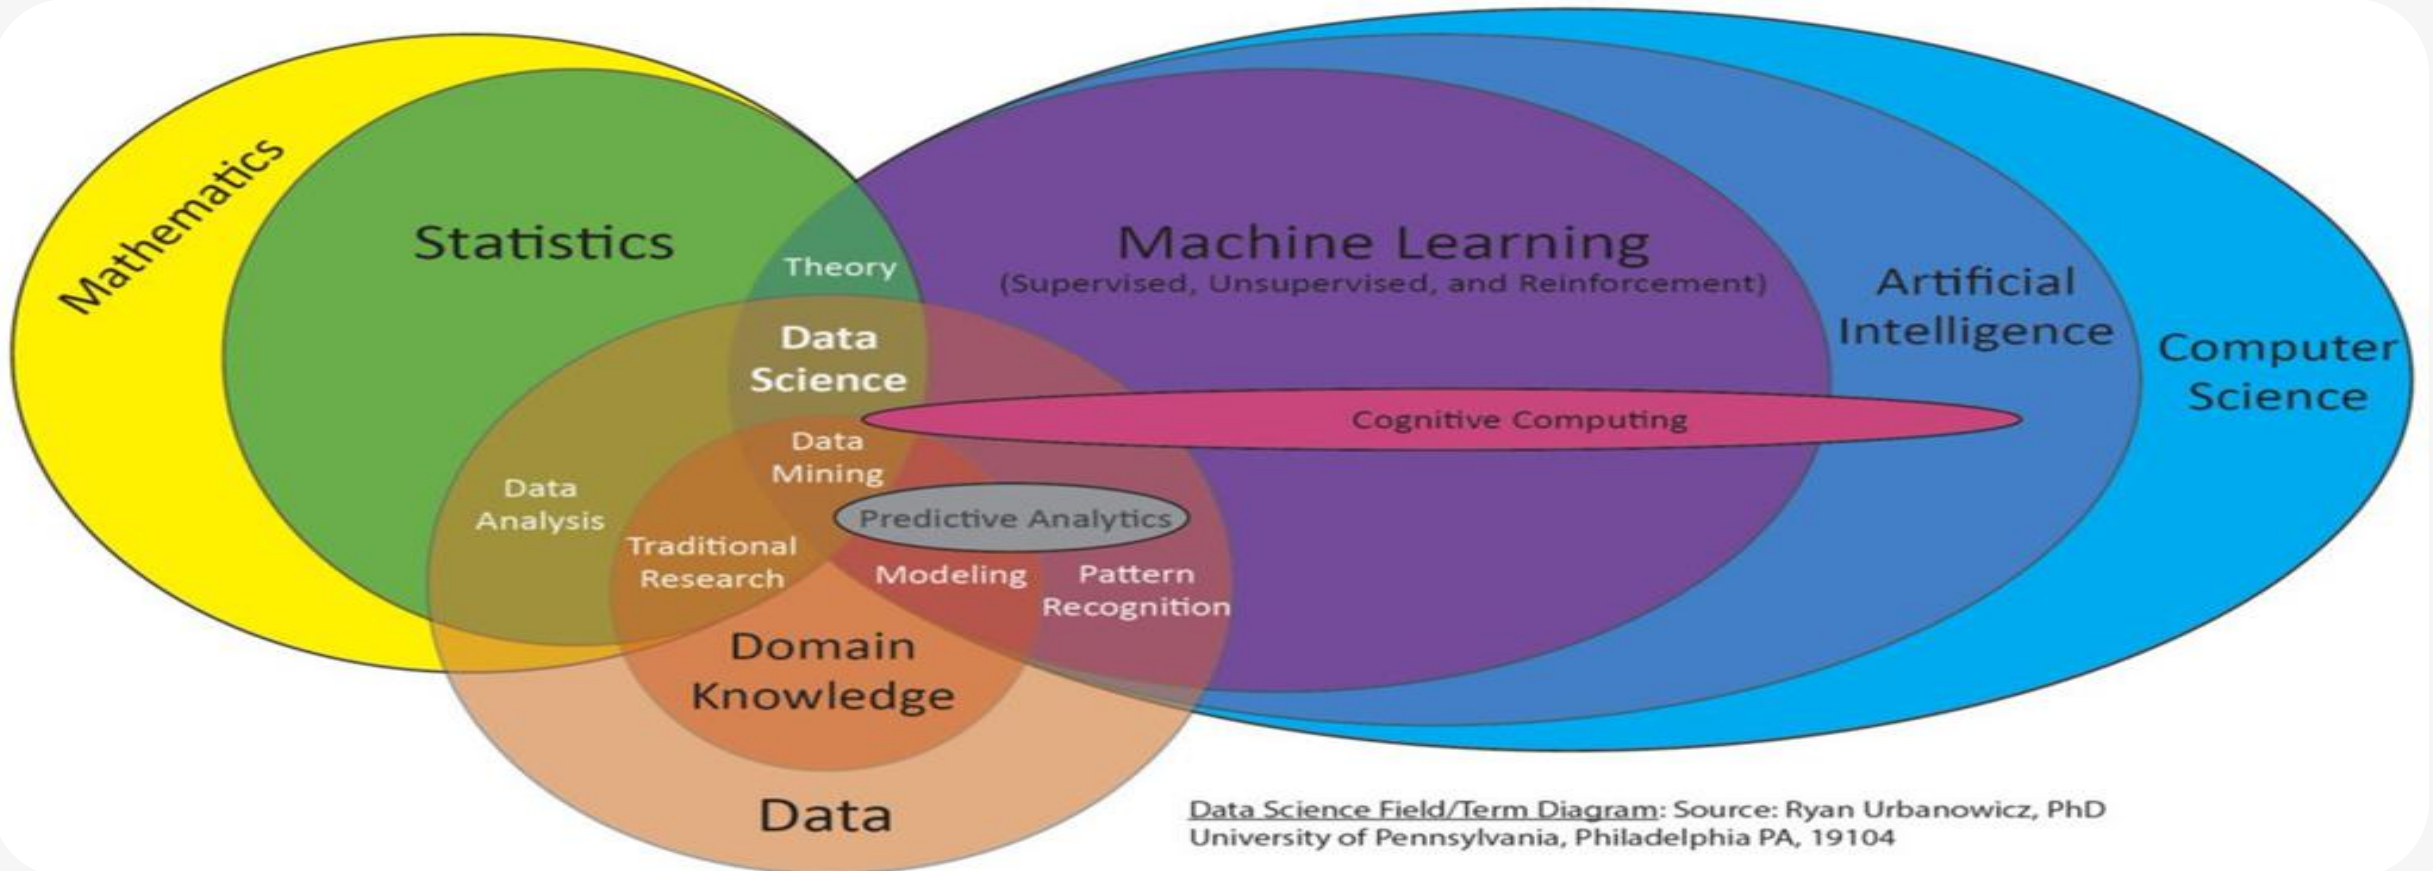 Mathematics
Statistics
Theory
Machine Learning
(Supervised, Unsupervised, and Reinforcement)
Artificial
Intelligence
Computer
Science
Data
Science
Cognitive Computing
Data
Mining
Data
Analysis
Predictive Analytics
Traditional
Research
Modeling
Pattern
Recognition
Domain
Knowledge
Data
Data Science Field/Term Diagram: Source: Ryan Urbanowicz, PhD
University of Pennsylvania, Philadelphia PA, 19104